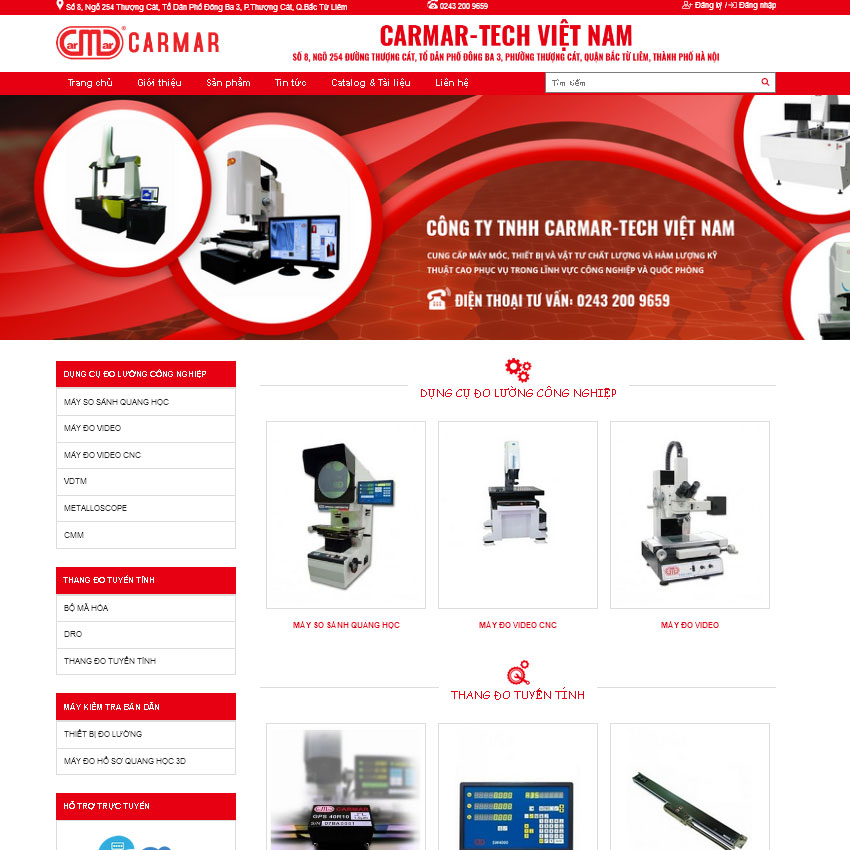 Số 8, Ngõ 254 Thượng Cát, Tổ Dân Phố Đông Ba 3, P.Thượng Cát, Q.Bắc Từ Liêm
0243 200 9659
Đăng ký / Đăng nhập
CARMAR
CARMAR-TECH VIỆT NAM
SỐ 8, NGÕ 254 ĐƯỜNG THƯỢNG CÁT, TỔ DÂN PHỐ ĐÔNG BA 3, PHƯỜNG THƯỢNG CÁT, QUẬN BẮC TỪ LIÊM, THÀNH PHỐ HÀ NỘI
Trang chủ Giới thiệu Sản phẩm Tin tức Catalog & Tài liệu Liên hệ
Tìm kiếm
CÔNG TY TNHH CARMAR-TECH VIỆT NAM
CUNG CẤP MÁY MÓC, THIẾT BỊ VÀ VẬT TƯ CHẤT LƯỢNG VÀ HÀM LƯỢNG KỸ
THUẬT CAO PHỤC VỤ TRONG LĨNH VỰC CÔNG NGHIỆP VÀ QUỐC PHÒNG
ĐIỆN THOẠI TƯ VẤN: 0243 200 9659
DỤNG CỤ ĐO LƯỜNG CÔNG NGHIỆP
MÁY SO SÁNH QUANG HỌC
MÁY ĐO VIDEO
MÁY ĐO VIDEO CNC
VDTM
METALLOSCOPE
CMM
THANG ĐO TUYẾN TÍNH
BỘ MÃ HÓA
DRO
THANG ĐO TUYẾN TÍNH
MÁY KIỂM TRA BÁN DẪN
THIẾT BỊ ĐO LƯỜNG
MÁY ĐO HỒ SƠ QUANG HỌC 3D
HỖ TRỢ TRỰC TUYẾN
DỤNG CỤ ĐO LƯỜNG CÔNG NGHIỆP
MÁY SO SÁNH QUANG HỌC
MÁY ĐO VIDEO CNC
MÁY ĐO VIDEO
THANG ĐO TUYẾN TÍNH
CARMAR
GPS 40R10